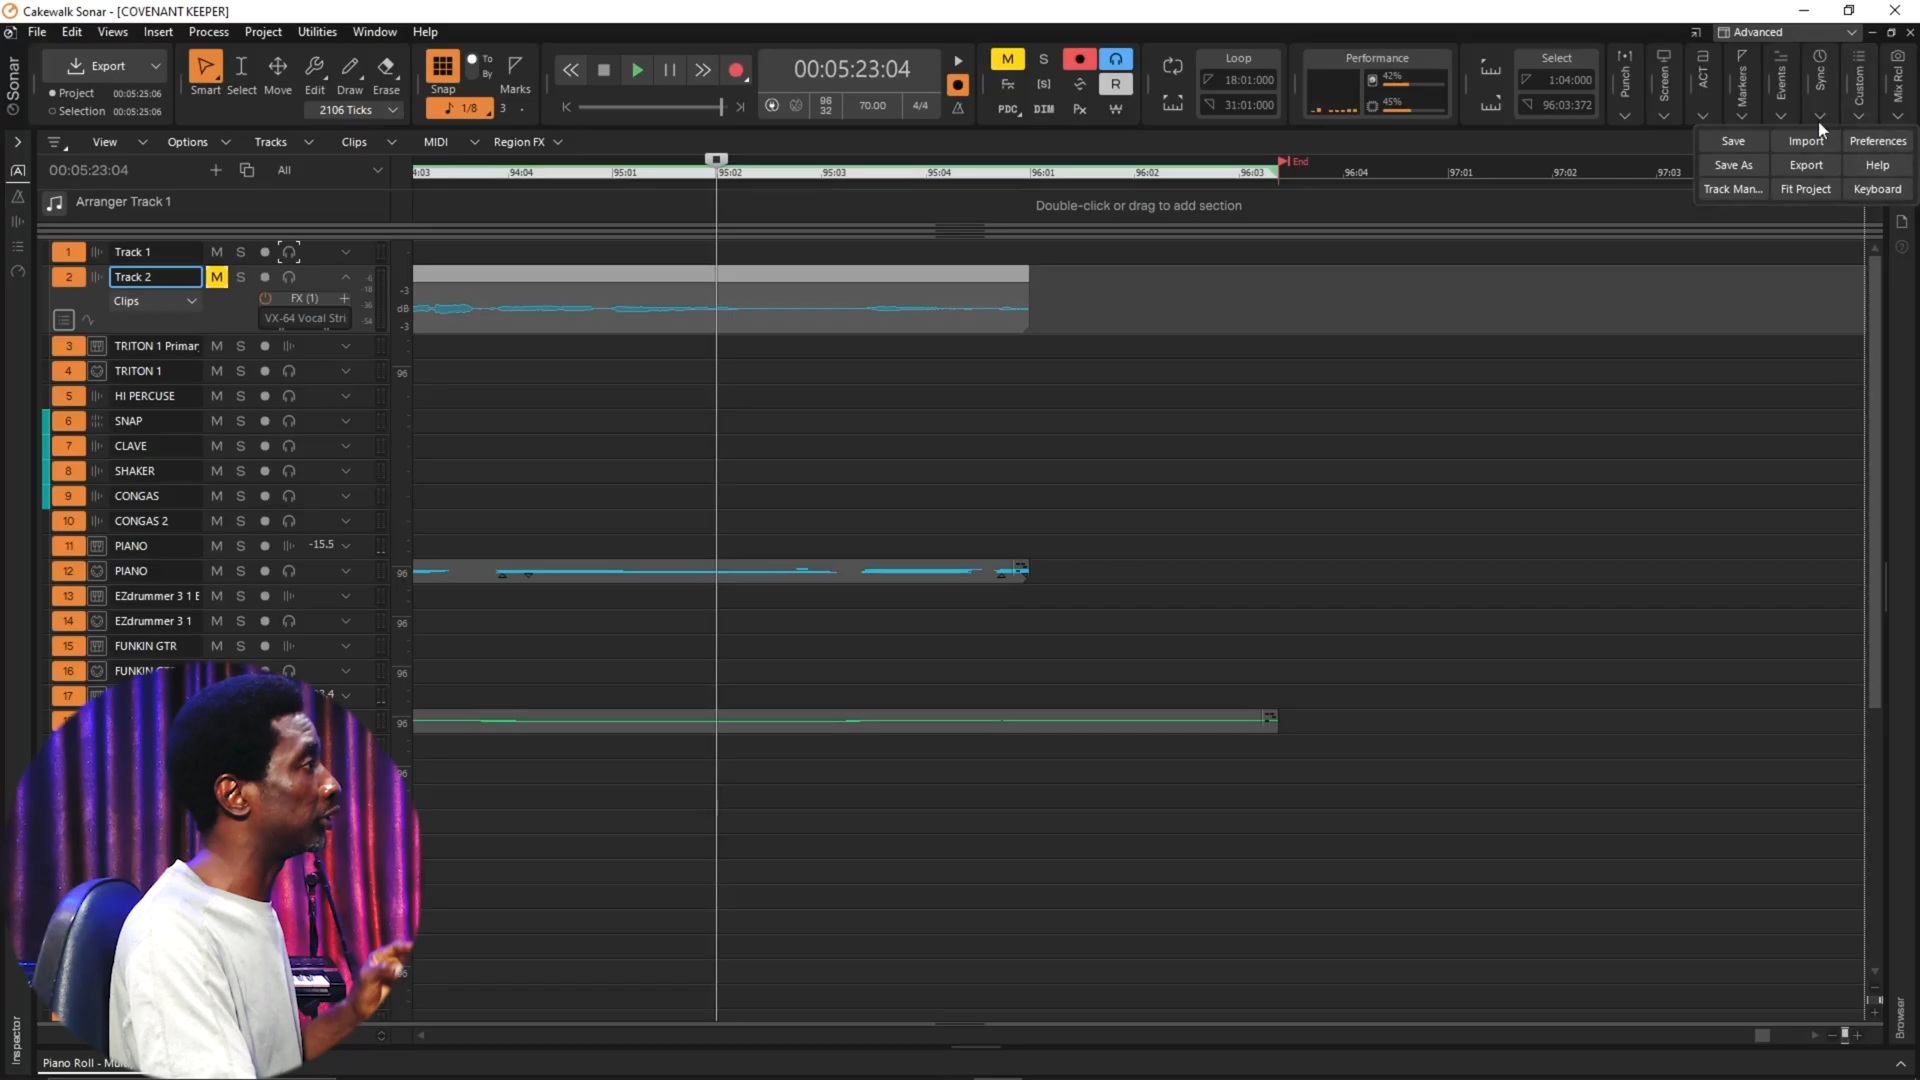 Cakewalk Sonar - [COVENANT KEEPER]
File Edit Views Insert Process Project Utilities Window Help
Advanced
Sonar
Export
Project 00:05:25:06
Selection 00:05:25:06
Smart Select Move Edit Draw Erase
2106 Ticks
Snap
To
By
Marks
1/8
3
00:05:23:04
96
32
70.00
4/4
M S
Fx [S] R
PDC DIM Px W
Loop
18:01:000
31:01:000
Performance
42%
45%
Select
1:04:000
96:03:372
Punch
Screen
ACT
Markers
Events
Sync
Custom
Mix Rcl
Save Import Preferences
Save As Export Help
Track Man... Fit Project Keyboard
View Options Tracks Clips MIDI Region FX
00:05:23:04 + All
4:03 94:04 95:01 95:02 95:03 95:04 96:01 96:02 96:03 96:04 97:01 97:02 97:03
End
Arranger Track 1
Double-click or drag to add section
1 Track 1 M S
2 Track 2 M S
Clips
FX (1) +
VX-64 Vocal Stri
-6
-18
-36
-54
-3
dB
-3
3 TRITON 1 Primar M S
4 TRITON 1 M S 96
5 HI PERCUSE M S
6 SNAP M S
7 CLAVE M S
8 SHAKER M S
9 CONGAS M S
10 CONGAS 2 M S
11 PIANO M S -15.5
12 PIANO M S 96
13 EZdrummer 3 1 E M S
14 EZdrummer 3 1 M S 96
15 FUNKIN GTR M S
16 FUNKIN 96
17 3.4
96
96
96
Inspector
Browser
Piano Roll - Mu